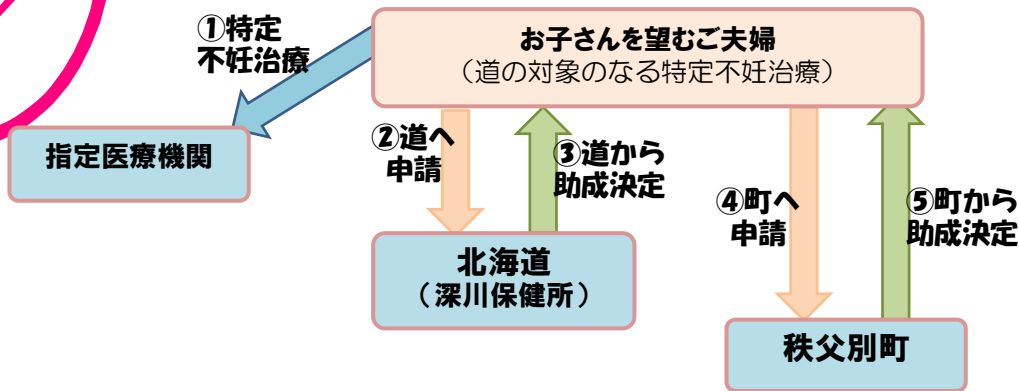 ①特定
不妊治療
お子さんを望むご夫婦
（道の対象のなる特定不妊治療）
指定医療機関
②道へ
申請
③道から
助成決定
④町へ
申請
⑤町から
助成決定
北海道
（深川保健所）
秩父別町